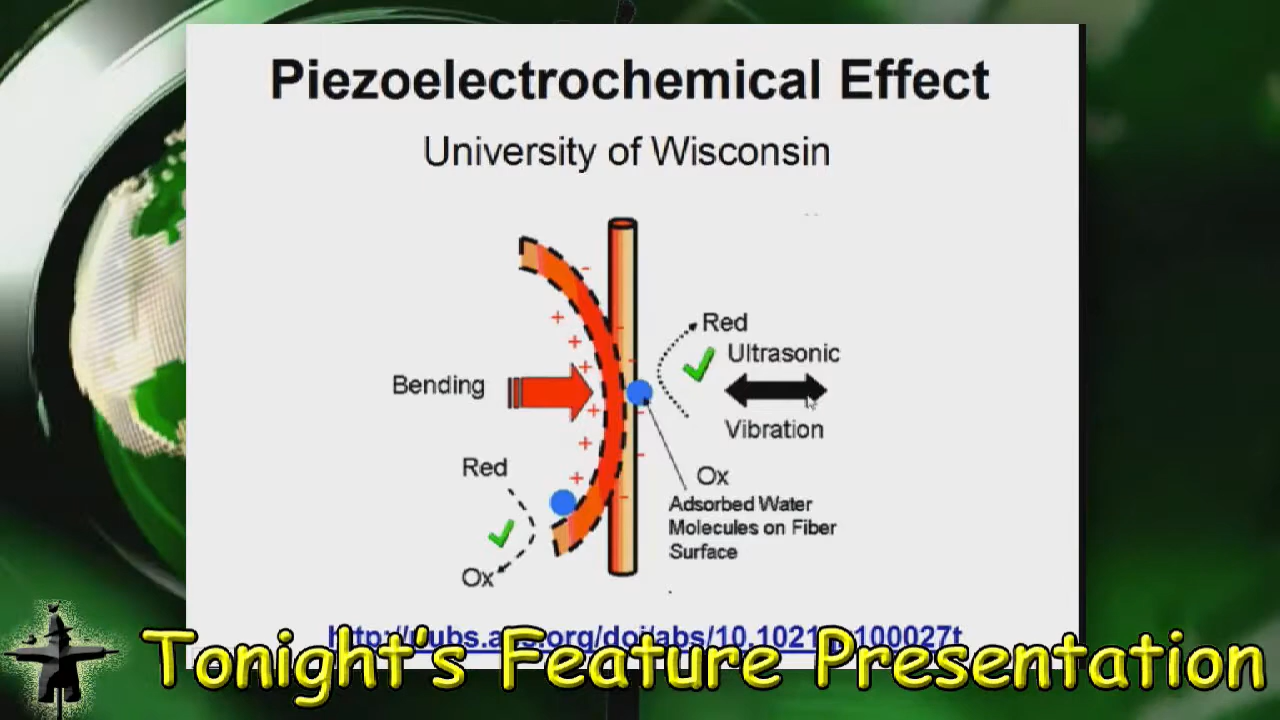 Piezoelectrochemical Effect
University of Wisconsin
Red
Ultrasonic
Bending
Vibration
Red
Ox
Adsorbed Water
Molecules on Fiber
Surface
Ox
Tonight's Feature Presentation